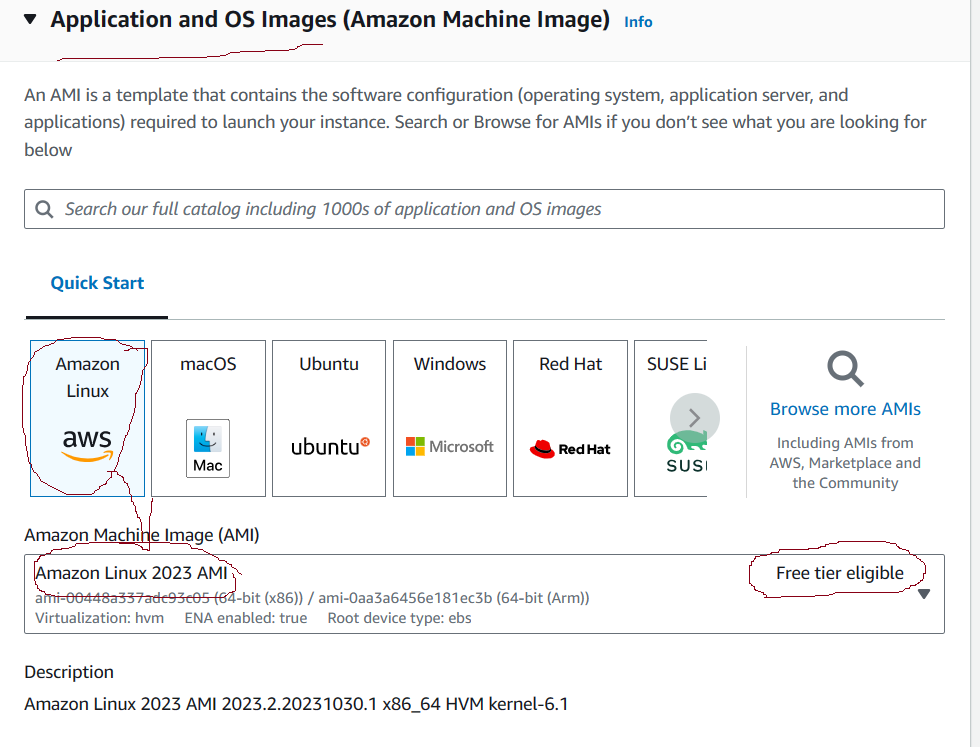 Application and OS Images (Amazon Machine Image) Info
An AMI is a template that contains the software configuration (operating system, application server, and
applications) required to launch your instance. Search or Browse for AMIs if you don't see what you are looking for
below
Search our full catalog including 1000s of application and OS images
Quick Start
Amazon
Linux
aws
macOS
Mac
Ubuntu
ubuntu
Windows
Microsoft
Red Hat
Red Hat
SUSE Li
SUS
Browse more AMIs
Including AMIs from
AWS, Marketplace and
the Community
Amazon Machine Image (AMI)
Amazon Linux 2023 AMI
Free tier eligible
ami-00448a337adc93c05 (64-bit (x86)) / ami-0aa3a6456e181ec3b (64-bit (Arm))
Virtualization: hvm ENA enabled: true Root device type: ebs
Description
Amazon Linux 2023 AMI 2023.2.20231030.1 x86_64 HVM kernel-6.1